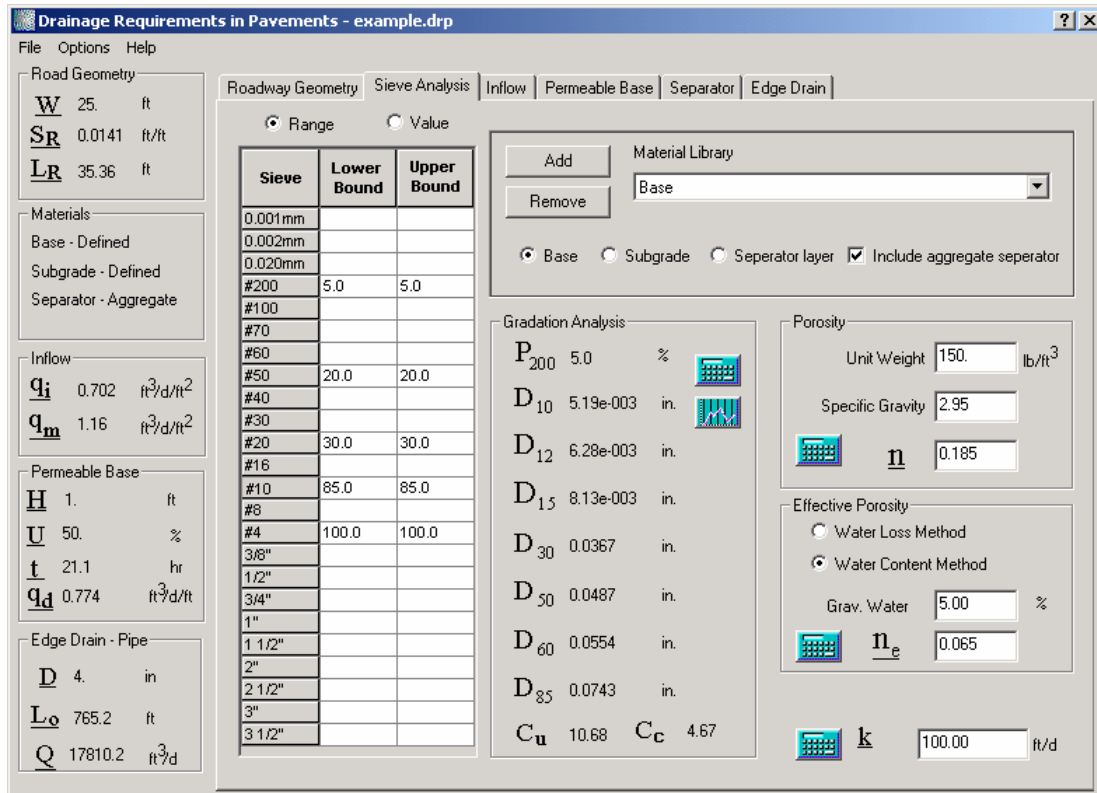 Drainage Requirements in Pavements - example.drp
File Options Help
Road Geometry
W 25. ft
SR 0.0141 ft/ft
LR 35.36 ft
Materials
Base - Defined
Subgrade - Defined
Separator - Aggregate
Inflow
qi 0.702 ft3/d/ft2
qm 1.16 ft3/d/ft2
Permeable Base
H 1. ft
U 50. %
t 21.1 hr
qd 0.774 ft3/d/ft
Edge Drain - Pipe
D 4. in
Lo 765.2 ft
Q 17810.2 ft3/d
Roadway Geometry Sieve Analysis Inflow Permeable Base Separator Edge Drain
Range Value
Sieve Lower Bound Upper Bound
0.001mm
0.002mm
0.020mm
#200 5.0 5.0
#100
#70
#60
#50 20.0 20.0
#40
#30
#20 30.0 30.0
#16
#10 85.0 85.0
#8
#4 100.0 100.0
3/8"
1/2"
3/4"
1"
1 1/2"
2"
2 1/2"
3"
3 1/2"
Add
Remove
Material Library
Base
Base Subgrade Seperator layer Include aggregate seperator
Gradation Analysis
P200 5.0 %
D10 5.19e-003 in.
D12 6.28e-003 in.
D15 8.13e-003 in.
D30 0.0367 in.
D50 0.0487 in.
D60 0.0554 in.
D85 0.0743 in.
Cu 10.68 Cc 4.67
Porosity
Unit Weight 150. lb/ft3
Specific Gravity 2.95
n 0.185
Effective Porosity
Water Loss Method
Water Content Method
Grav. Water 5.00 %
ne 0.065
k 100.00 ft/d